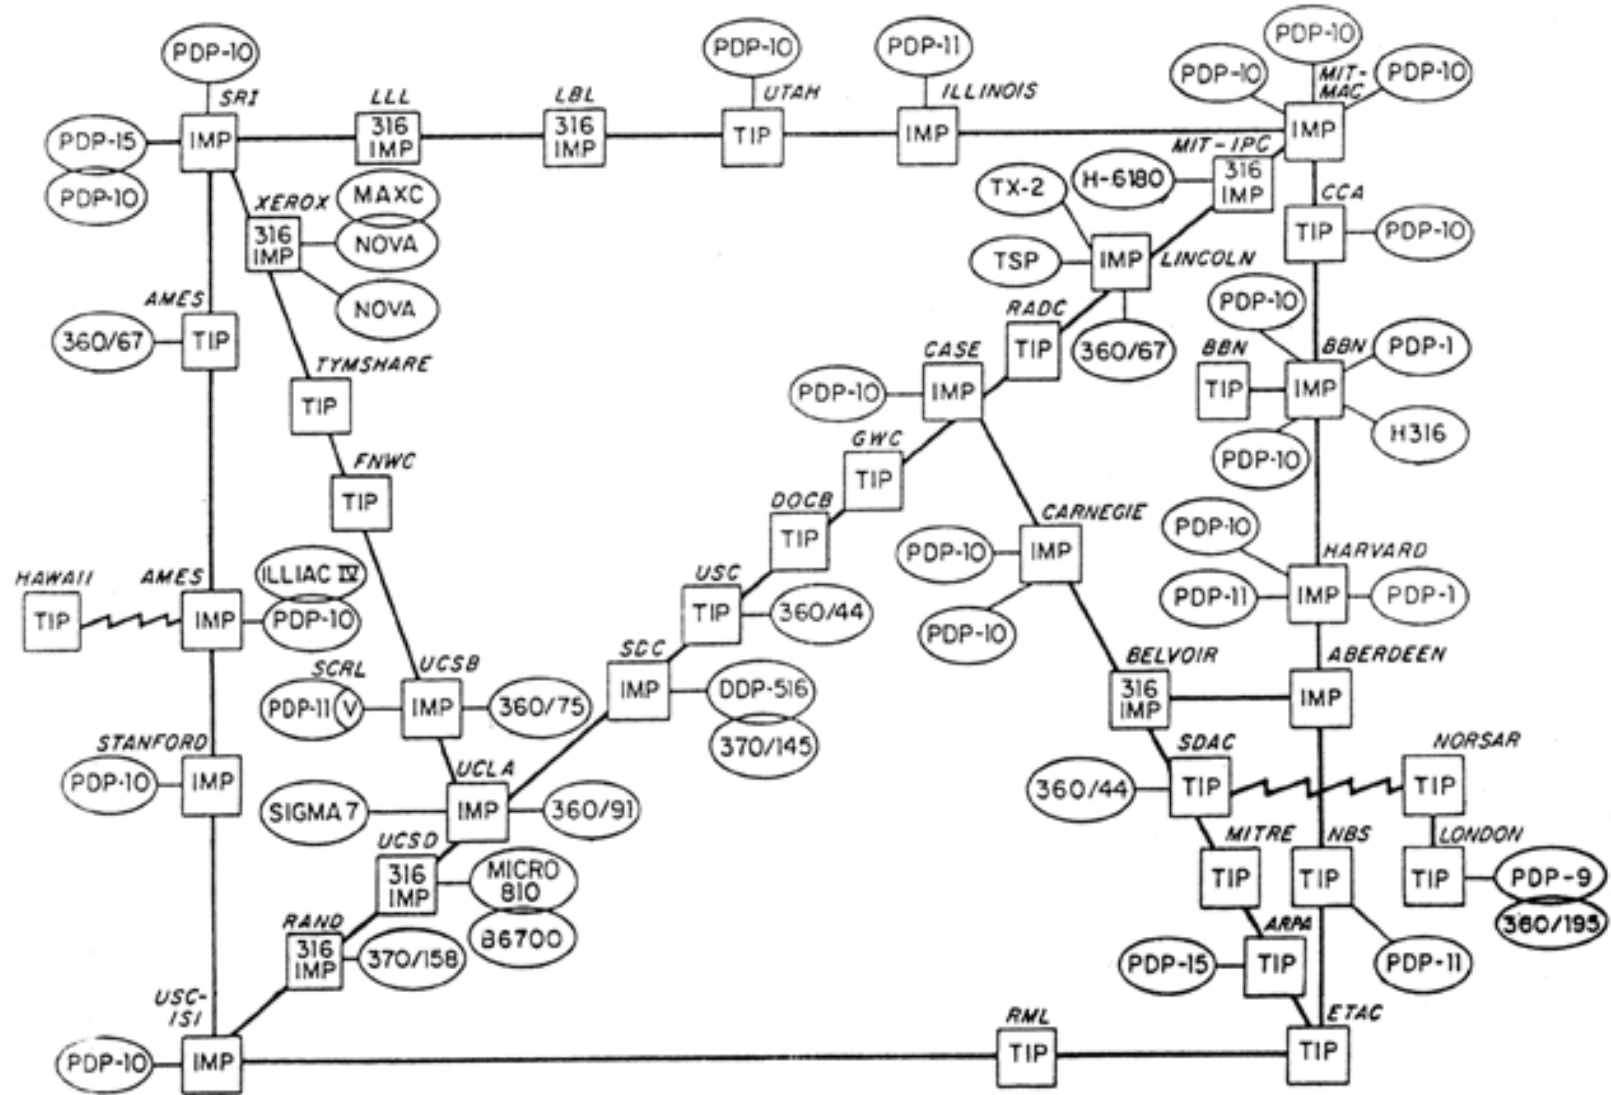 PDP-10
SRI
PDP-15
IMP
PDP-10
LLL
316
IMP
LBL
316
IMP
PDP-10
UTAH
TIP
PDP-11
ILLINOIS
IMP
PDP-10
PDP-10
PDP-10
MIT-
MAC
IMP
MIT-IPC
H-6180
316
IMP
CCA
TIP
PDP-10
TX-2
TSP
IMP
LINCOLN
360/67
XEROX
MAXC
316
IMP
NOVA
NOVA
AMES
360/67
TIP
TYMSHARE
TIP
FNWC
TIP
RADC
TIP
CASE
PDP-10
IMP
GWC
TIP
DOCB
TIP
USC
TIP
360/44
SDC
IMP
DDP-516
370/145
PDP-10
BBN
TIP
BBN
IMP
PDP-1
H316
PDP-10
CARNEGIE
PDP-10
IMP
PDP-10
PDP-10
HARVARD
PDP-11
IMP
PDP-1
HAWAII
TIP
AMES
IMP
ILLIAC IV
PDP-10
SCRL
PDP-11 V
UCSB
IMP
360/75
BELVOIR
316
IMP
ABERDEEN
IMP
STANFORD
PDP-10
IMP
UCLA
SIGMA 7
IMP
360/91
SDAC
360/44
TIP
NORSAR
TIP
MITRE
TIP
NBS
TIP
LONDON
TIP
PDP-9
360/195
UCSD
316
IMP
MICRO
810
B6700
RAND
316
IMP
370/158
ARPA
PDP-15
TIP
PDP-11
USC-
ISI
PDP-10
IMP
RML
TIP
ETAC
TIP